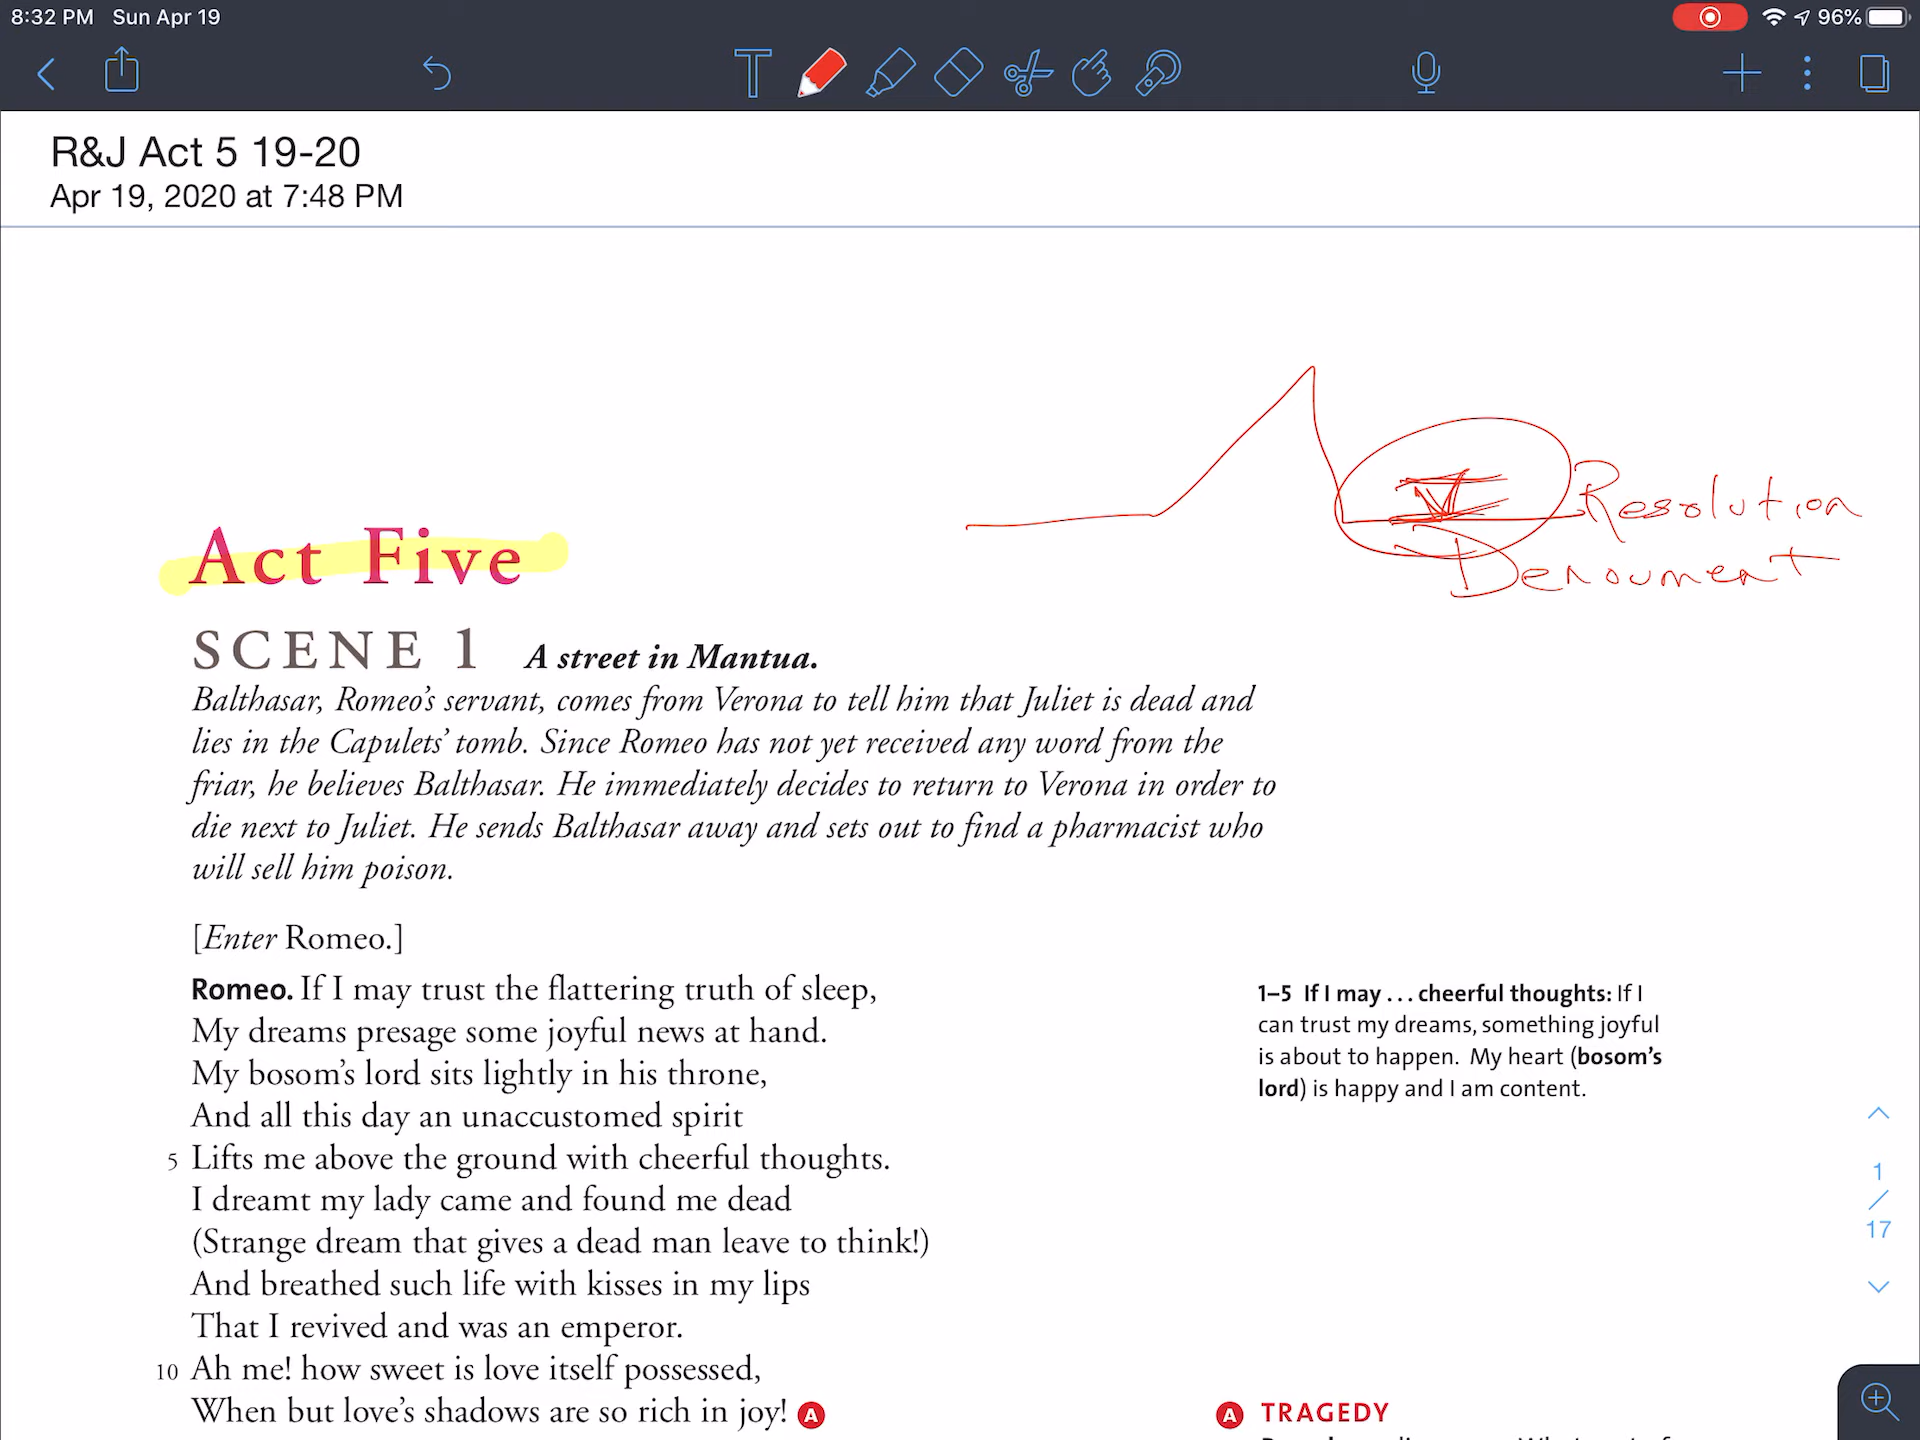 8:32 PM Sun Apr 19
96%
R&J Act 5 19-20
Apr 19, 2020 at 7:48 PM
V
Resolution
Denoument
Act Five
SCENE 1 A street in Mantua.
Balthasar, Romeo's servant, comes from Verona to tell him that Juliet is dead and
lies in the Capulets' tomb. Since Romeo has not yet received any word from the
friar, he believes Balthasar. He immediately decides to return to Verona in order to
die next to Juliet. He sends Balthasar away and sets out to find a pharmacist who
will sell him poison.
[Enter Romeo.]
Romeo. If I may trust the flattering truth of sleep,
My dreams presage some joyful news at hand.
My bosom's lord sits lightly in his throne,
And all this day an unaccustomed spirit
5 Lifts me above the ground with cheerful thoughts.
I dreamt my lady came and found me dead
(Strange dream that gives a dead man leave to think!)
And breathed such life with kisses in my lips
That I revived and was an emperor.
10 Ah me! how sweet is love itself possessed,
When but love's shadows are so rich in joy! A
1–5 If I may . . . cheerful thoughts: If I
can trust my dreams, something joyful
is about to happen. My heart (bosom's
lord) is happy and I am content.
1
/
17
A TRAGEDY